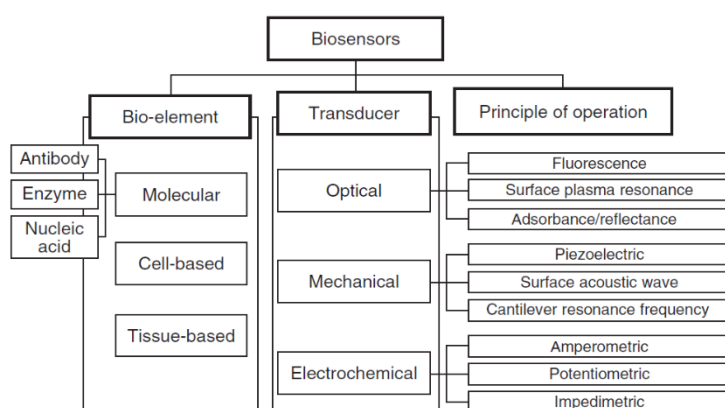 Biosensors
Bio-element
Transducer
Principle of operation
Antibody
Enzyme
Nucleic
acid
Molecular
Cell-based
Tissue-based
Optical
Mechanical
Electrochemical
Fluorescence
Surface plasma resonance
Adsorbance/reflectance
Piezoelectric
Surface acoustic wave
Cantilever resonance frequency
Amperometric
Potentiometric
Impedimetric